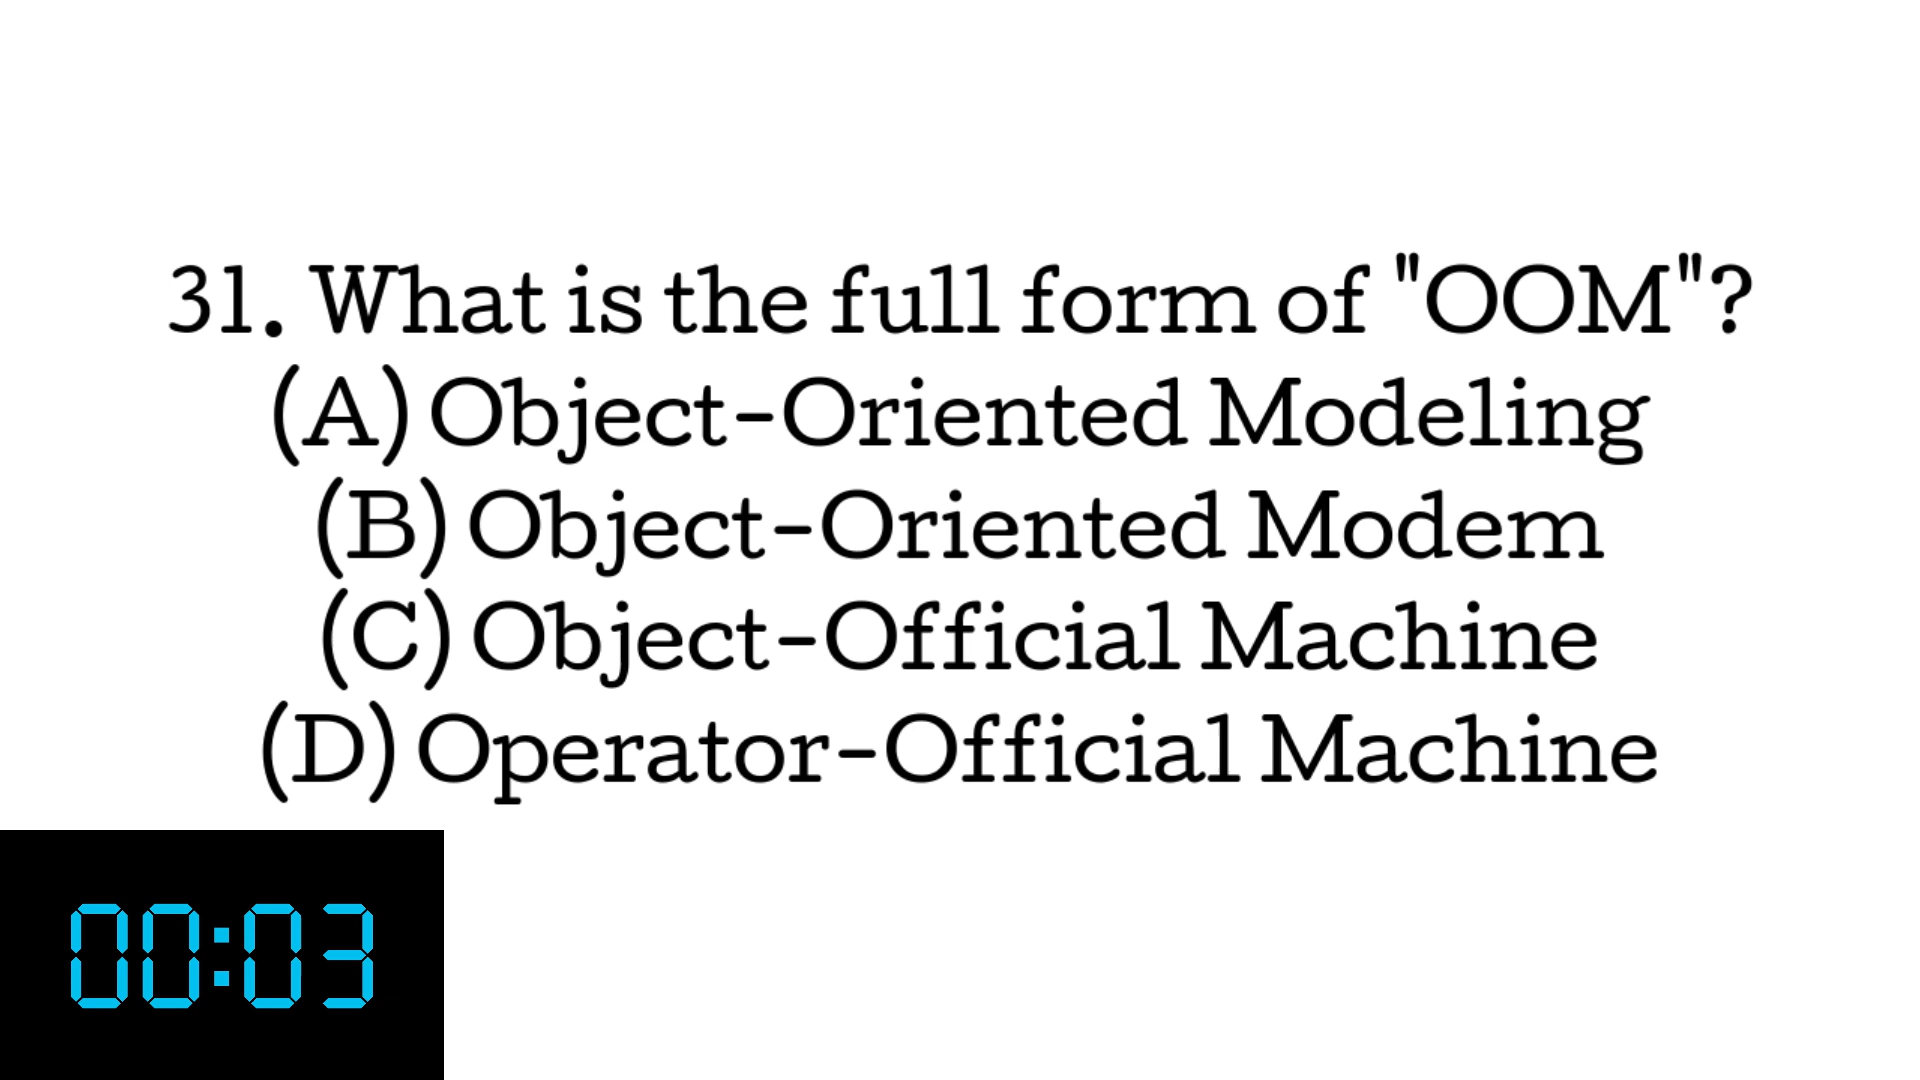 31. What is the full form of "OOM"?
(A) Object-Oriented Modeling
(B) Object-Oriented Modem
(C) Object-Official Machine
(D) Operator-Official Machine
00:03